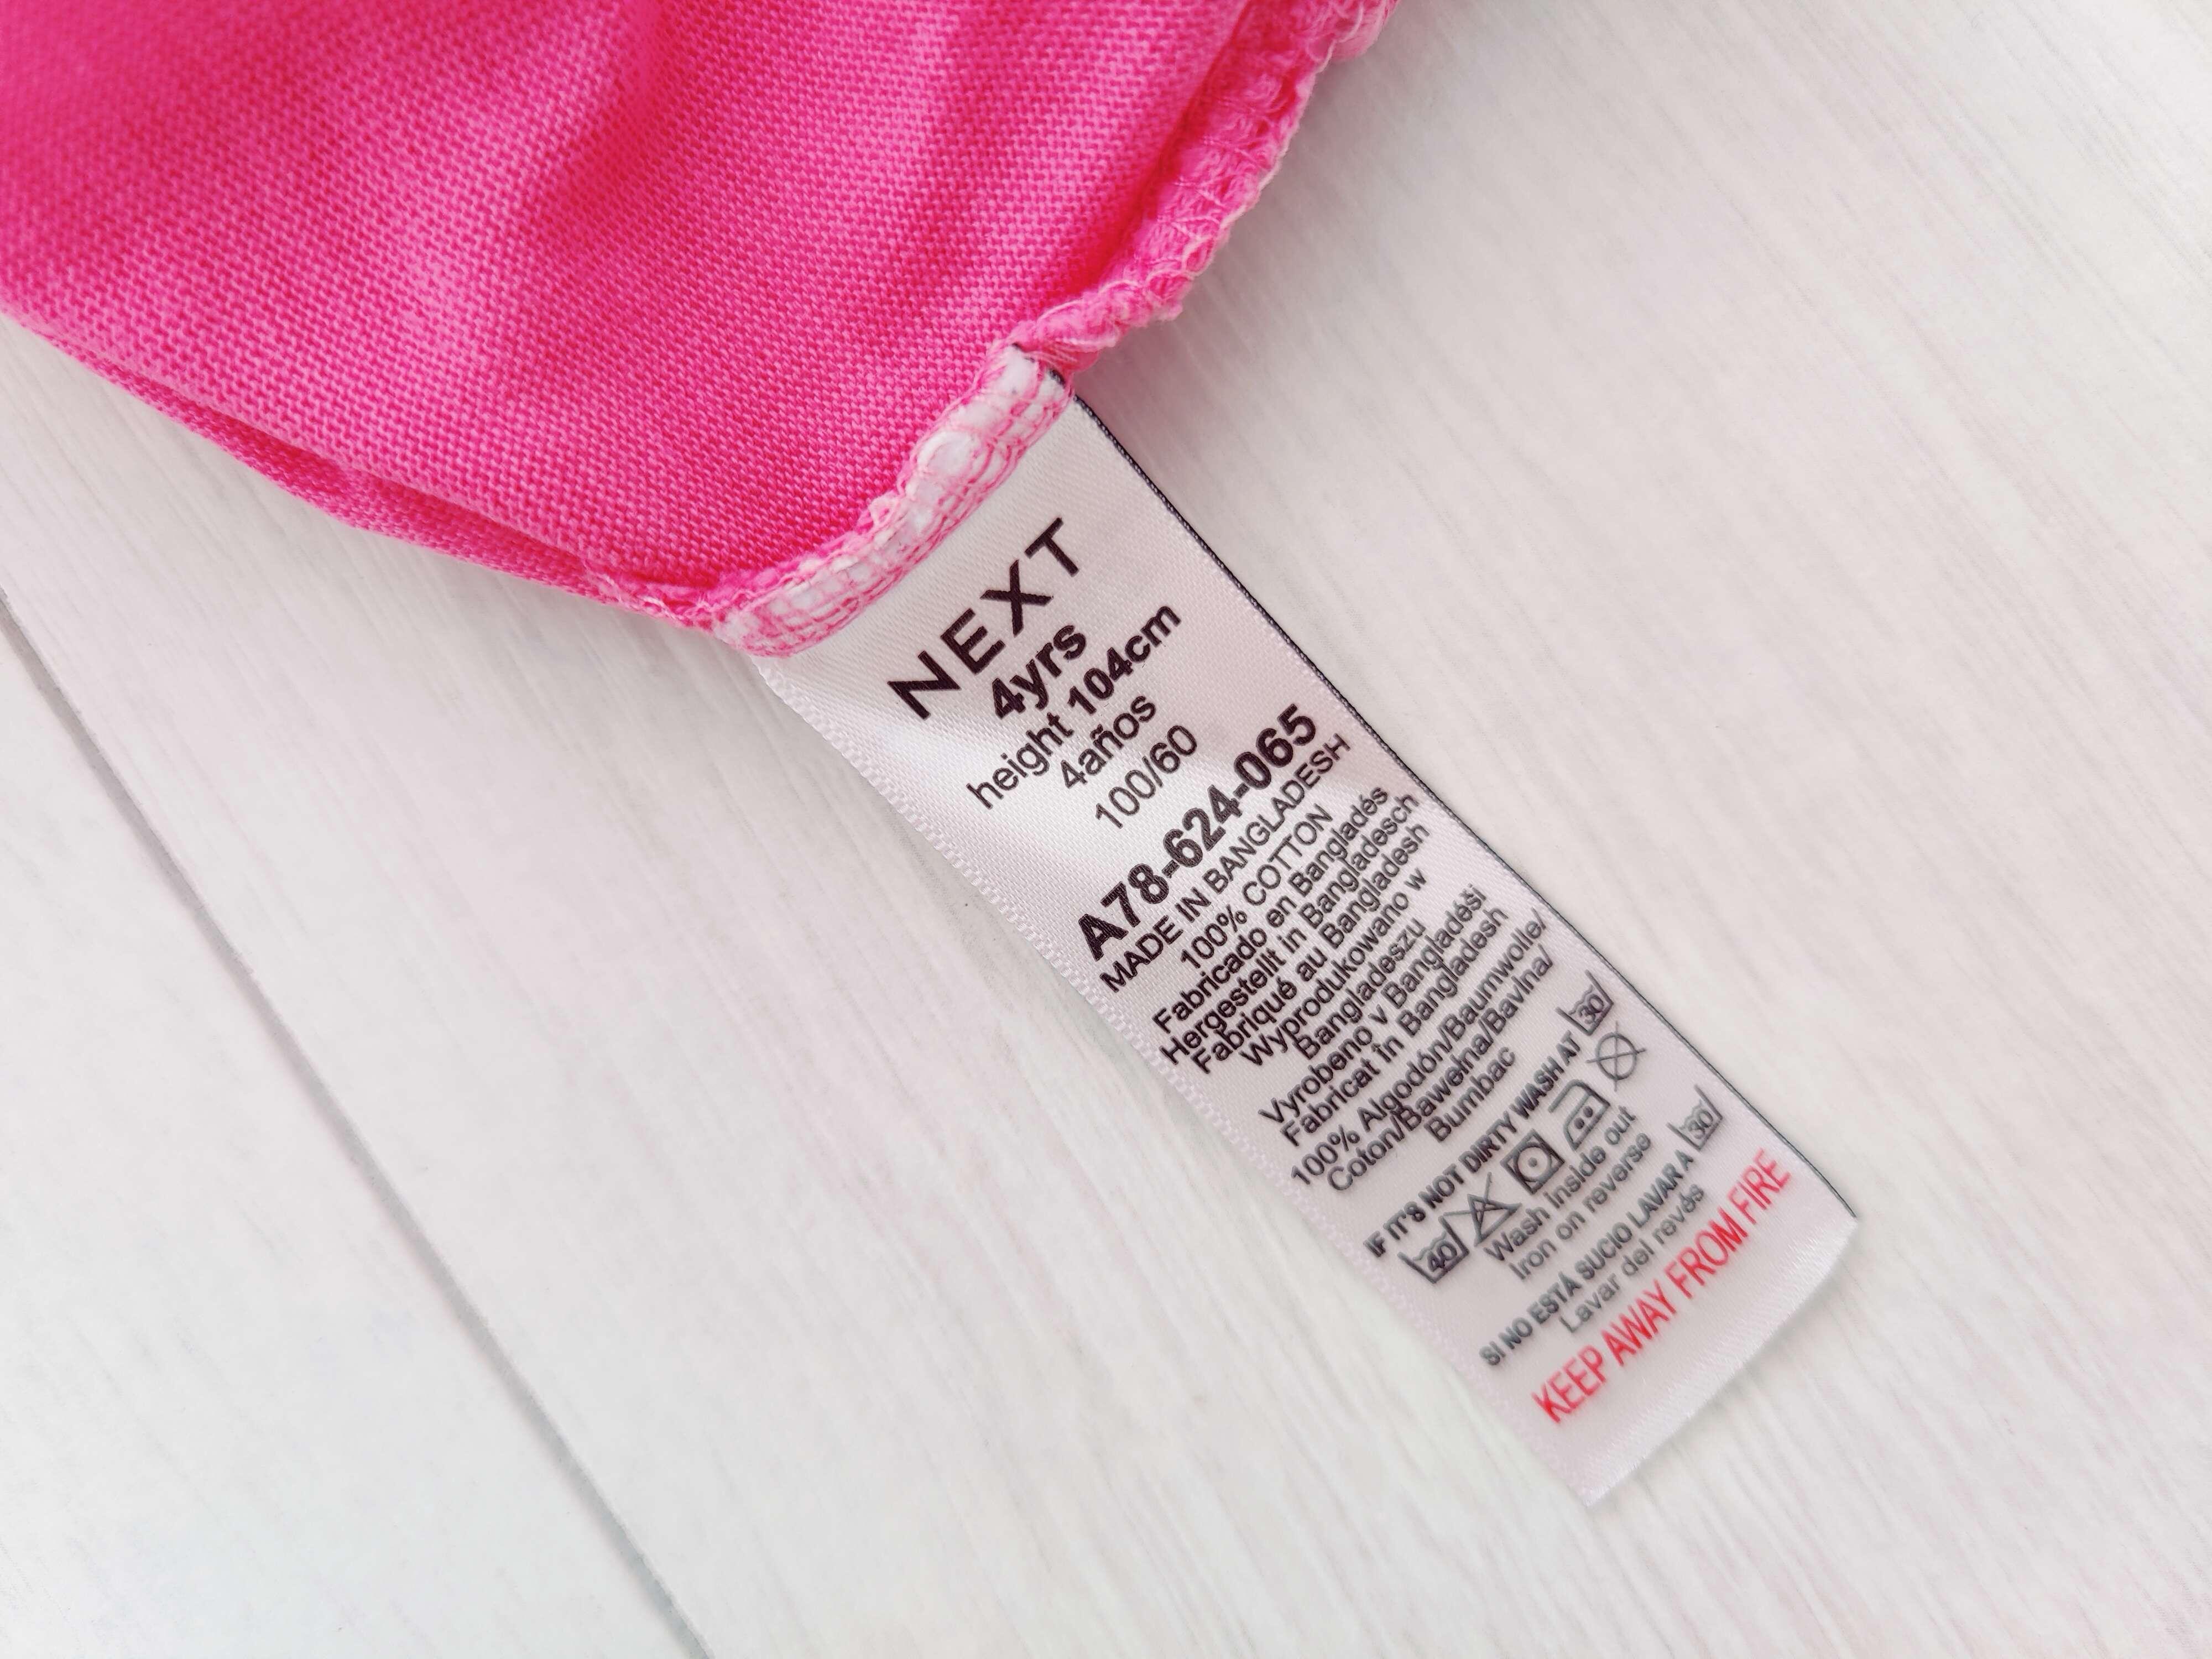 NEXT
4yrs
height 104cm
4años
100/60
A78-624-065
MADE IN BANGLADESH
100% COTTON
Fabricado en Bangladés
Hergestellt in Bangladesch
Fabriqué au Bangladesh
Wyprodukowano w
Bangladeszu
Vyrobeno v Bangladéši
Fabricat în Bangladesh
100% Algodón/Baumwolle/
Coton/Bawełna/Bavlna/
Bumbac
IF IT'S NOT DIRTY WASH AT 30
40
Wash inside out
Iron on reverse
SI NO ESTÁ SUCIO LAVAR A 30
Lavar del revés
KEEP AWAY FROM FIRE